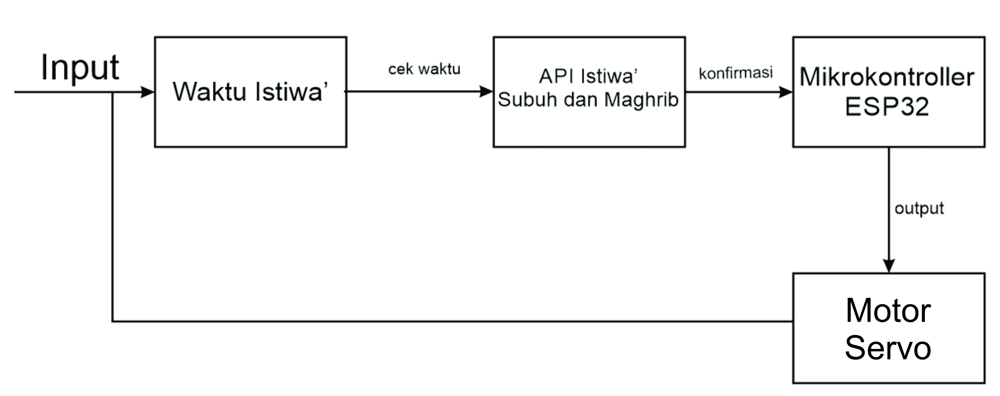 Input
Waktu Istiwa’
cek waktu
API Istiwa’
Subuh dan Maghrib
konfirmasi
Mikrokontroller
ESP32
output
Motor
Servo